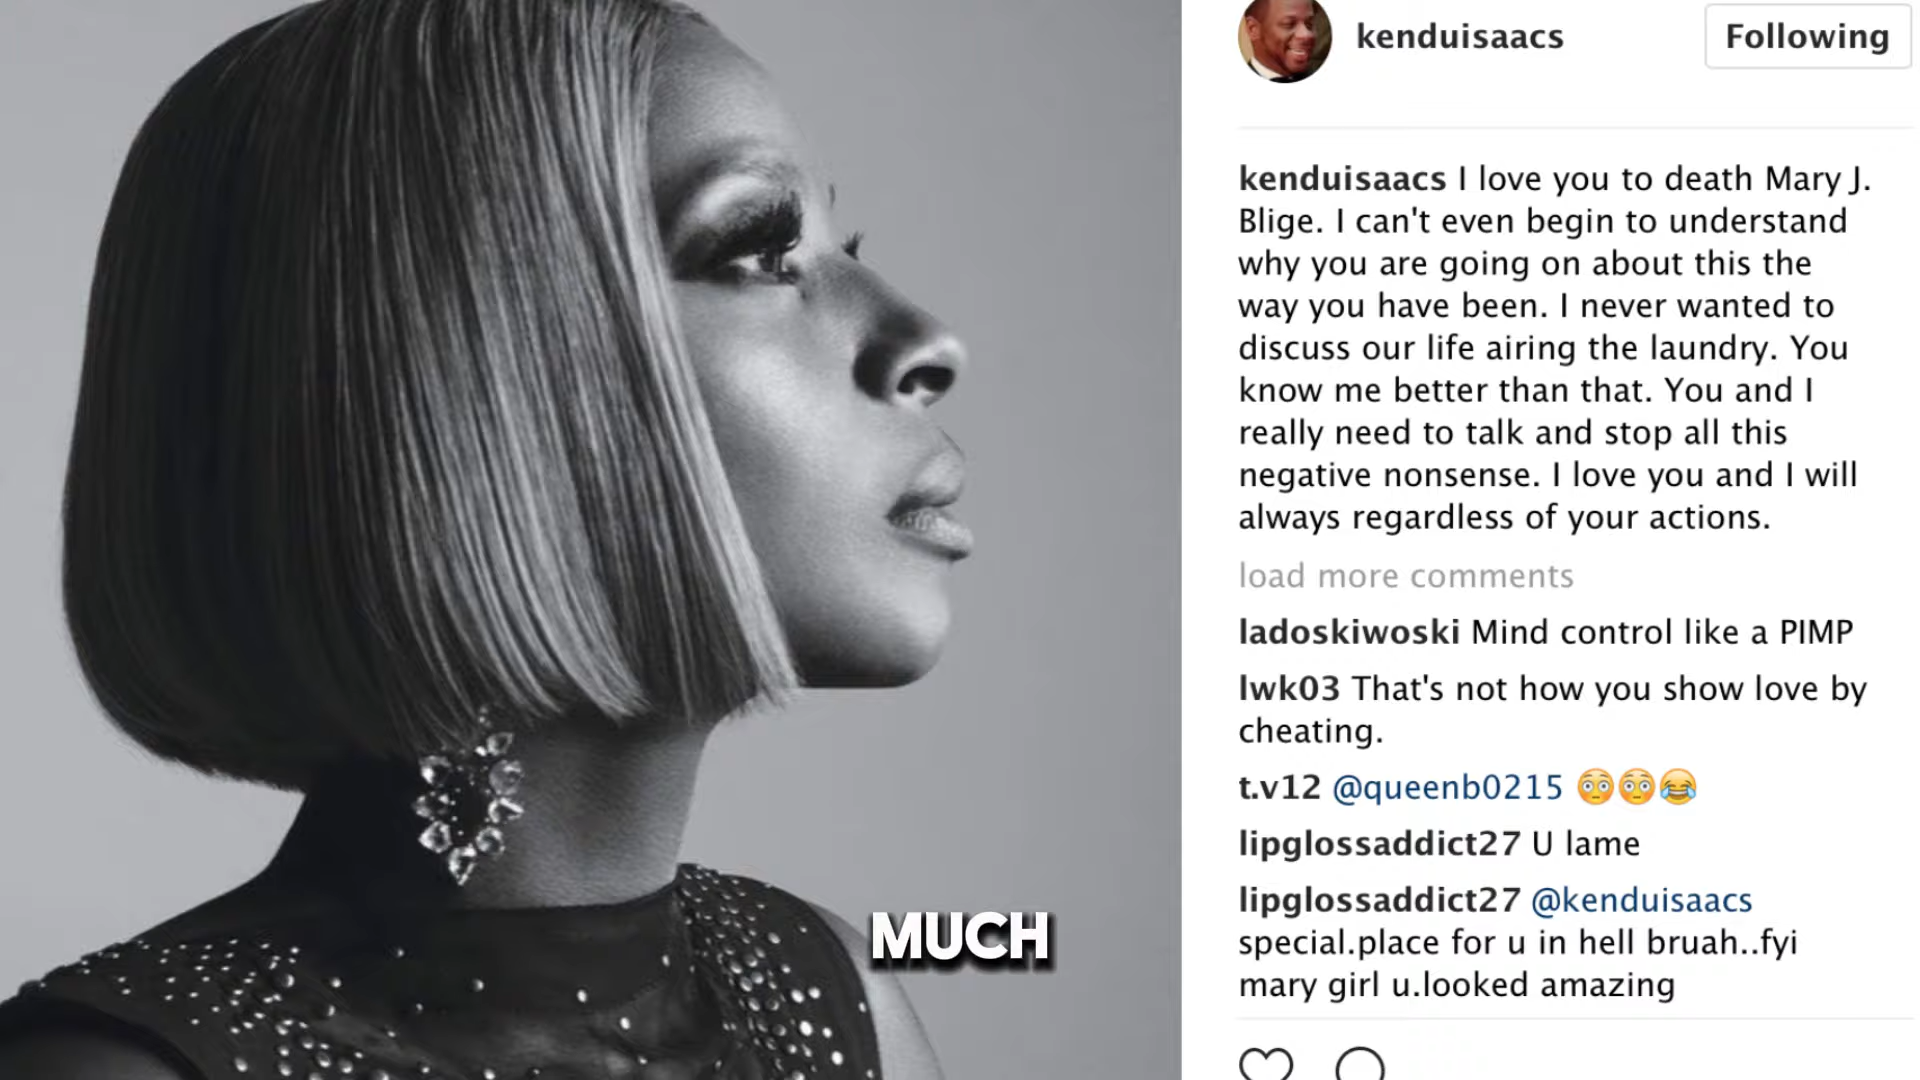 kenduisaacs
Following
kenduisaacs I love you to death Mary J.
Blige. I can't even begin to understand
why you are going on about this the
way you have been. I never wanted to
discuss our life airing the laundry. You
know me better than that. You and I
really need to talk and stop all this
negative nonsense. I love you and I will
always regardless of your actions.
load more comments
ladoskiwoski Mind control like a PIMP
lwk03 That's not how you show love by
cheating.
t.v12 @queenb0215 😳😳😂
lipglossaddict27 U lame
lipglossaddict27 @kenduisaacs
special.place for u in hell bruah..fyi
mary girl u.looked amazing
MUCH